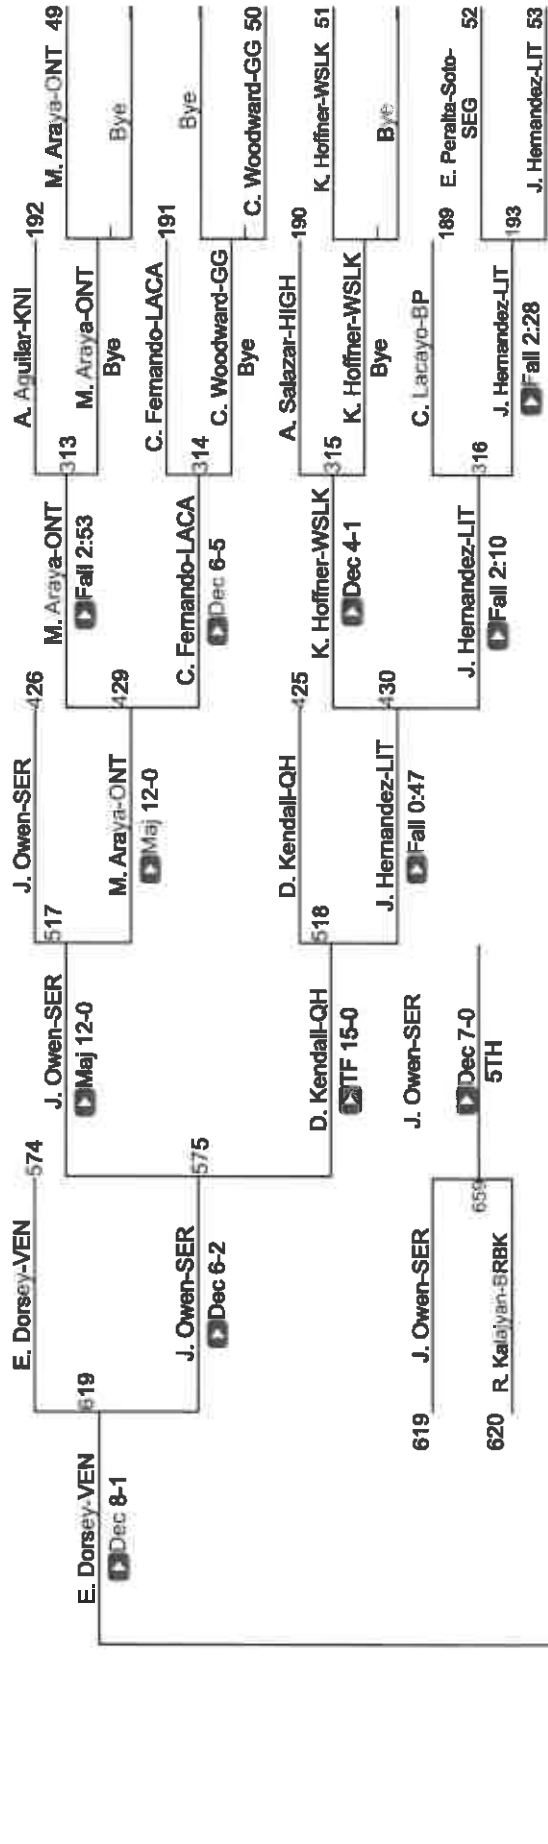 A. Aguilar-KNI 192
M. Araya-ONT 49
M. Araya-ONT
Bye
Bye
313
M. Araya-ONT
Fall 2:53
C. Fernando-LACA 191
Bye
C. Woodward-GG
Bye
C. Woodward-GG 50
314
C. Fernando-LACA
Dec 6-5
J. Owen-SER 426
429
M. Araya-ONT
Maj 12-0
517
J. Owen-SER
Maj 12-0
A. Salazar-HIGH 190
K. Hoffner-WSLK 51
K. Hoffner-WSLK
Bye
Bye
315
K. Hoffner-WSLK
Dec 4-1
C. Lacayo-BP 189
E. Peralta-Soto-
SEG 52
193
J. Hernandez-LIT 53
J. Hernandez-LIT
Fall 2:28
316
J. Hernandez-LIT
Fall 2:10
D. Kendall-QH 425
430
J. Hernandez-LIT
Fall 0:47
518
D. Kendall-QH
TF 15-0
E. Dorsey-VEN 574
575
J. Owen-SER
Dec 6-2
619
E. Dorsey-VEN
Dec 8-1
619 J. Owen-SER
659
620 R. Kalajyan-BRBK
J. Owen-SER
Dec 7-0
5TH